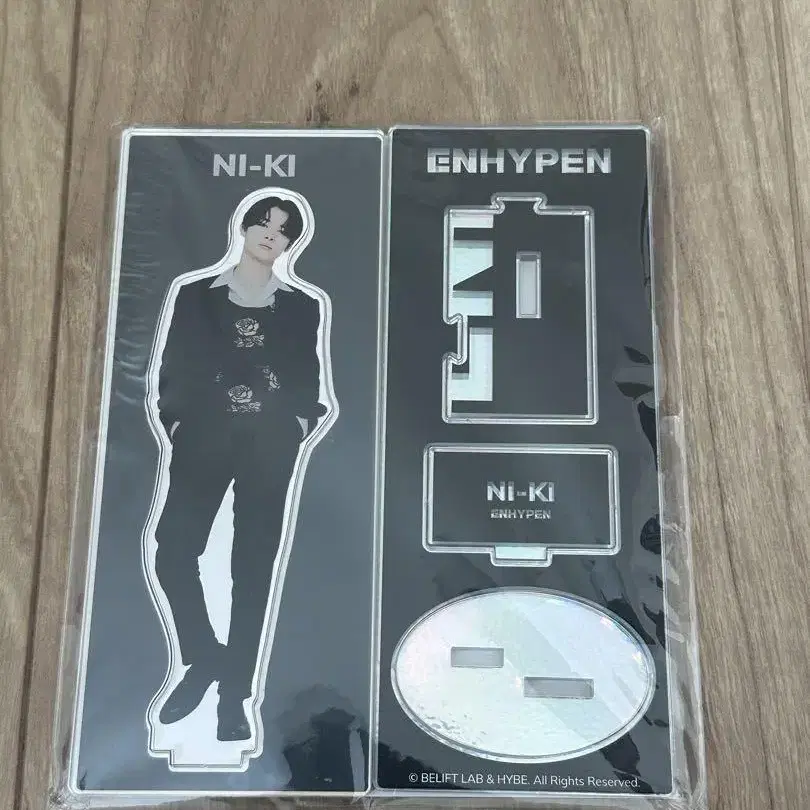 NI-KI
ENHYPEN
NI-KI
ENHYPEN
© BELIFT LAB & HYBE. All Rights Reserved.